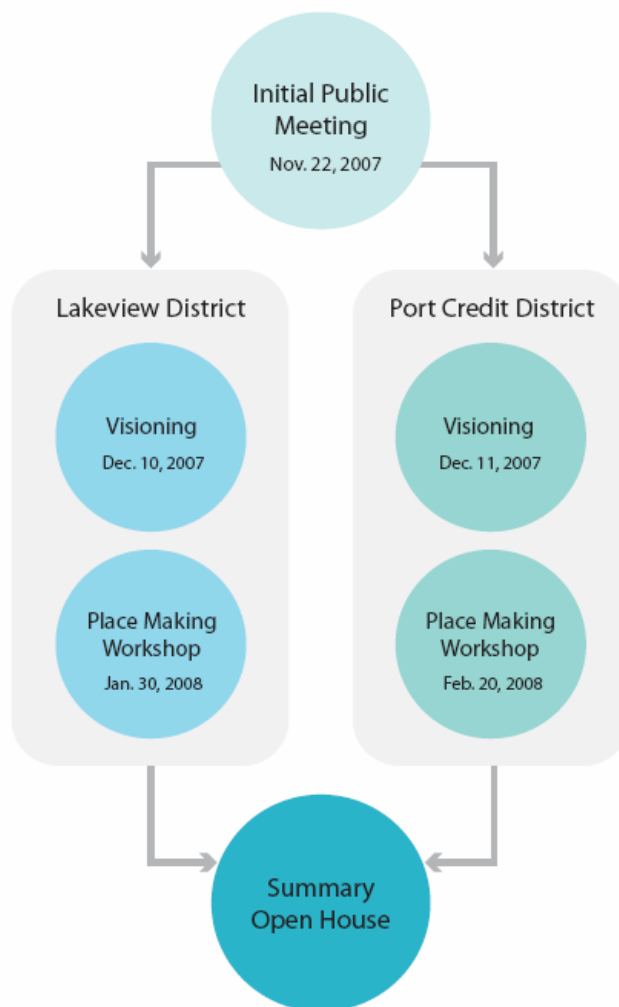 Initial Public
Meeting
Nov. 22, 2007
Lakeview District
Visioning
Dec. 10, 2007
Place Making
Workshop
Jan. 30, 2008
Port Credit District
Visioning
Dec. 11, 2007
Place Making
Workshop
Feb. 20, 2008
Summary
Open House